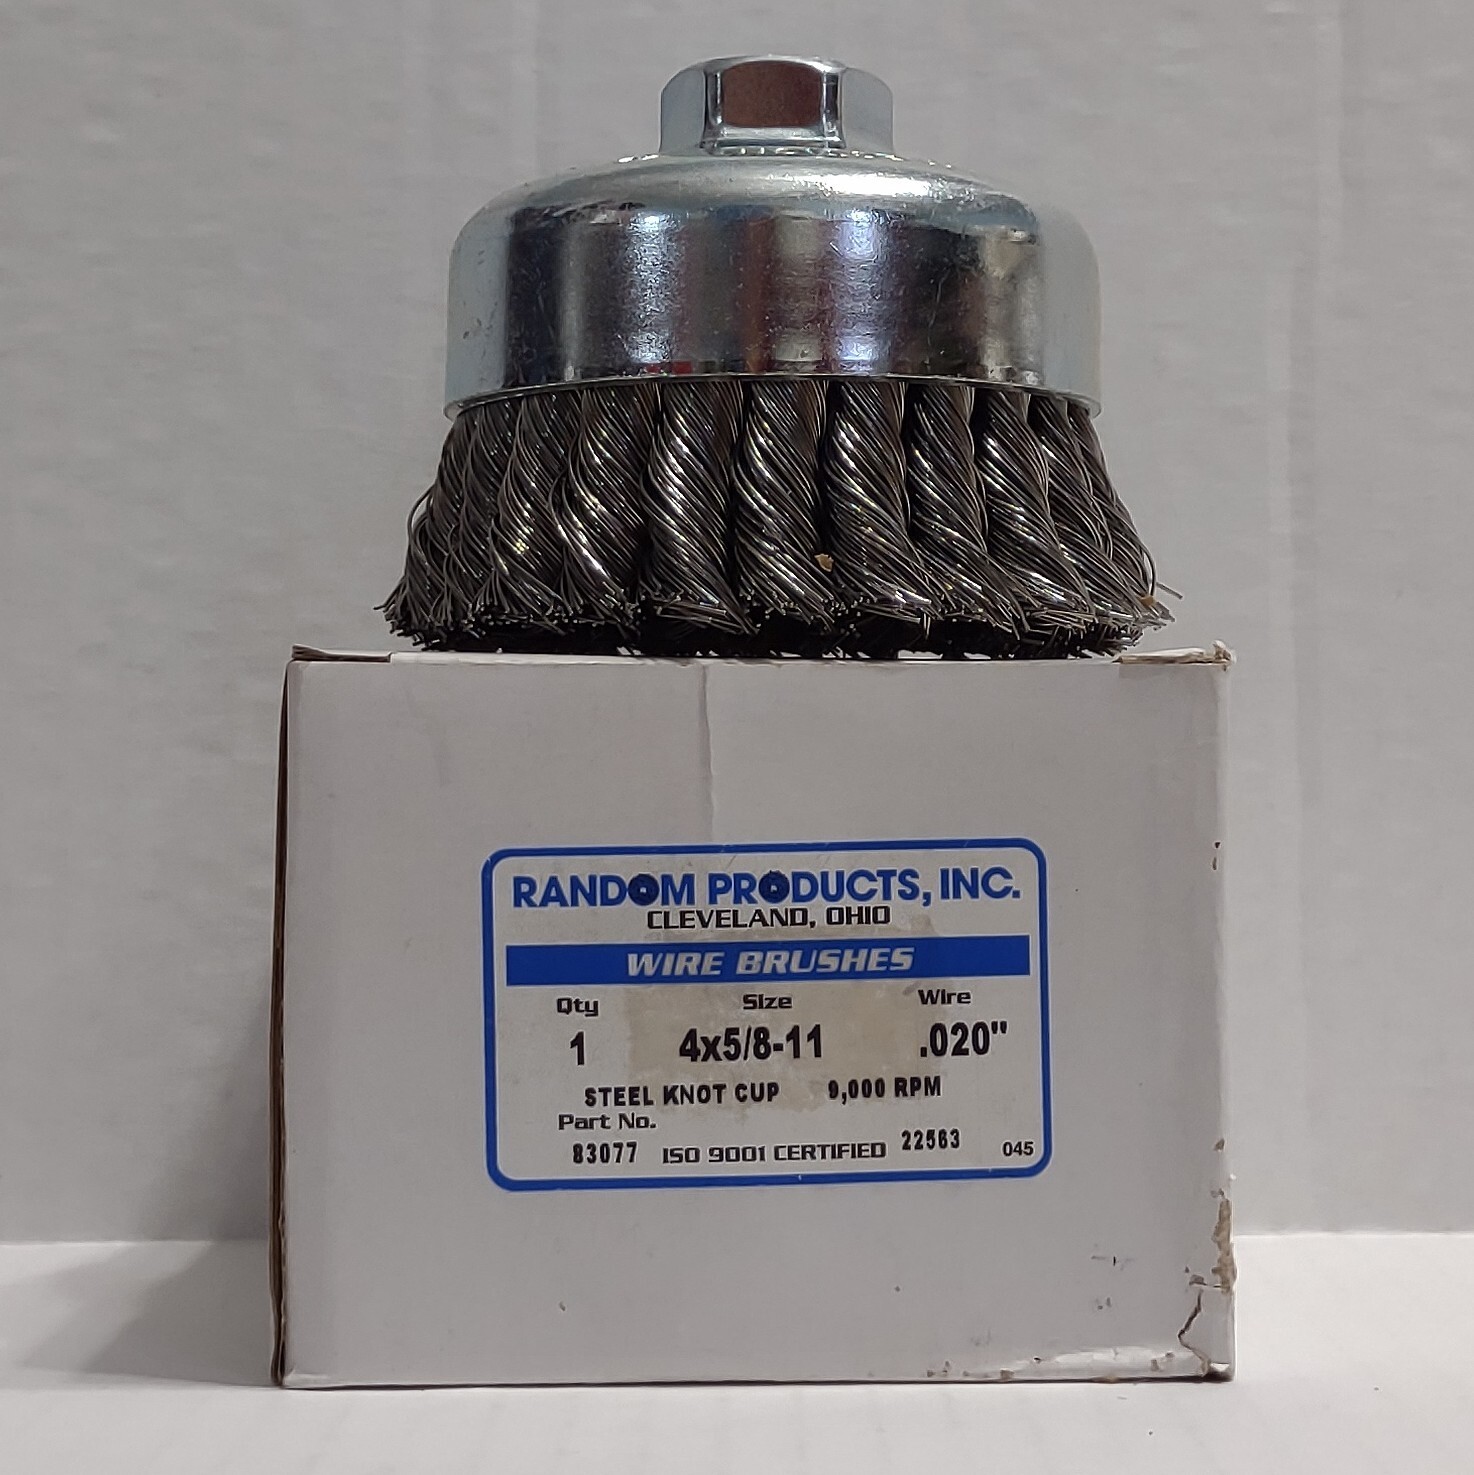 RANDOM PRODUCTS, INC.
CLEVELAND, OHIO
WIRE BRUSHES
Qty Size Wire
1 4x5/8-11 .020"
STEEL KNOT CUP 9,000 RPM
Part No.
83077 ISO 9001 CERTIFIED 22563 045